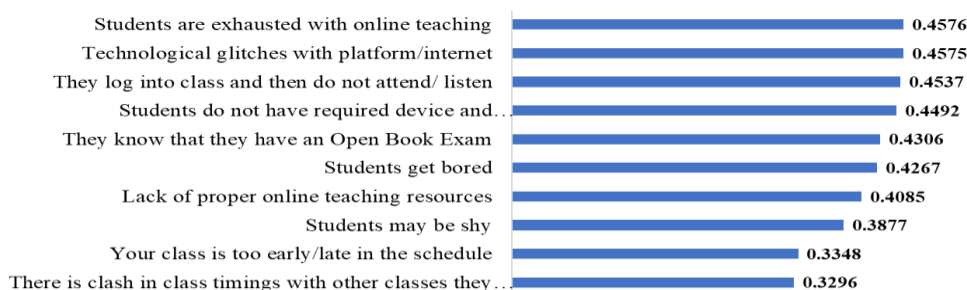 Students are exhausted with online teaching 0.4576
Technological glitches with platform/internet 0.4575
They log into class and then do not attend/ listen 0.4537
Students do not have required device and… 0.4492
They know that they have an Open Book Exam 0.4306
Students get bored 0.4267
Lack of proper online teaching resources 0.4085
Students may be shy 0.3877
Your class is too early/late in the schedule 0.3348
There is clash in class timings with other classes they… 0.3296